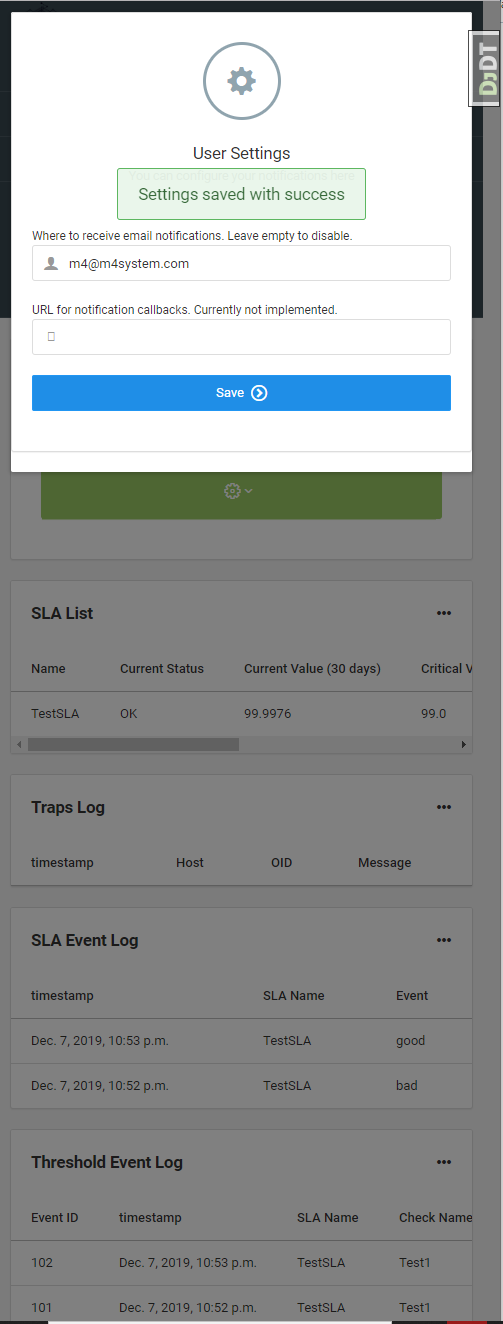 DjDT
User Settings
You can configure your notifications here
Settings saved with success
Where to receive email notifications. Leave empty to disable.
m4@m4system.com
URL for notification callbacks. Currently not implemented.
Save
SLA List
Name Current Status Current Value (30 days) Critical V
TestSLA OK 99.9976 99.0
Traps Log
timestamp Host OID Message
SLA Event Log
timestamp SLA Name Event
Dec. 7, 2019, 10:53 p.m. TestSLA good
Dec. 7, 2019, 10:52 p.m. TestSLA bad
Threshold Event Log
Event ID timestamp SLA Name Check Name
102 Dec. 7, 2019, 10:53 p.m. TestSLA Test1
101 Dec. 7, 2019, 10:52 p.m. TestSLA Test1